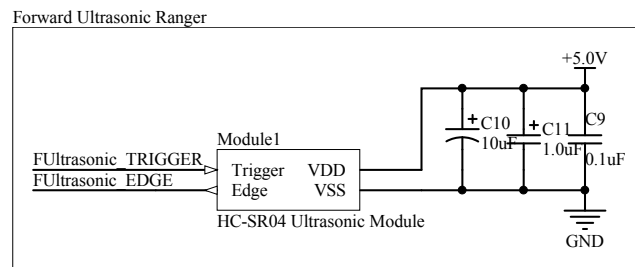 Forward Ultrasonic Ranger
+5.0V
+ C10
10uF
+ C11
1.0uF
C9
0.1uF
Module1
FUltrasonic_TRIGGER
Trigger VDD
FUltrasonic_EDGE
Edge VSS
HC-SR04 Ultrasonic Module
GND